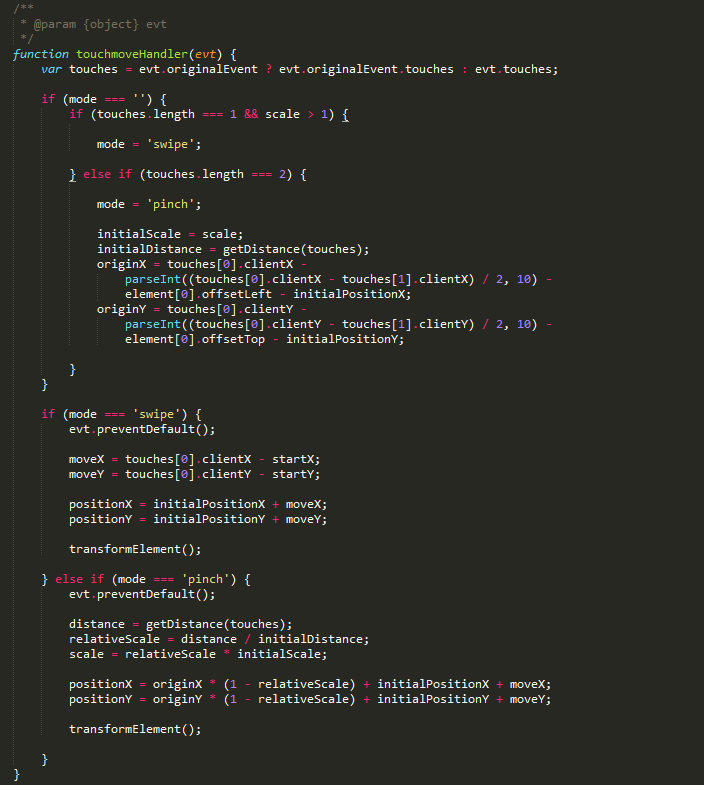 /**
 * @param {object} evt
 */
function touchmoveHandler(evt) {
    var touches = evt.originalEvent ? evt.originalEvent.touches : evt.touches;

    if (mode === '') {
        if (touches.length === 1 && scale > 1) {

            mode = 'swipe';

        } else if (touches.length === 2) {

            mode = 'pinch';

            initialScale = scale;
            initialDistance = getDistance(touches);
            originX = touches[0].clientX -
                parseInt((touches[0].clientX - touches[1].clientX) / 2, 10) -
                element[0].offsetLeft - initialPositionX;
            originY = touches[0].clientY -
                parseInt((touches[0].clientY - touches[1].clientY) / 2, 10) -
                element[0].offsetTop - initialPositionY;

        }
    }

    if (mode === 'swipe') {
        evt.preventDefault();

        moveX = touches[0].clientX - startX;
        moveY = touches[0].clientY - startY;

        positionX = initialPositionX + moveX;
        positionY = initialPositionY + moveY;

        transformElement();

    } else if (mode === 'pinch') {
        evt.preventDefault();

        distance = getDistance(touches);
        relativeScale = distance / initialDistance;
        scale = relativeScale * initialScale;

        positionX = originX * (1 - relativeScale) + initialPositionX + moveX;
        positionY = originY * (1 - relativeScale) + initialPositionY + moveY;

        transformElement();

    }
}